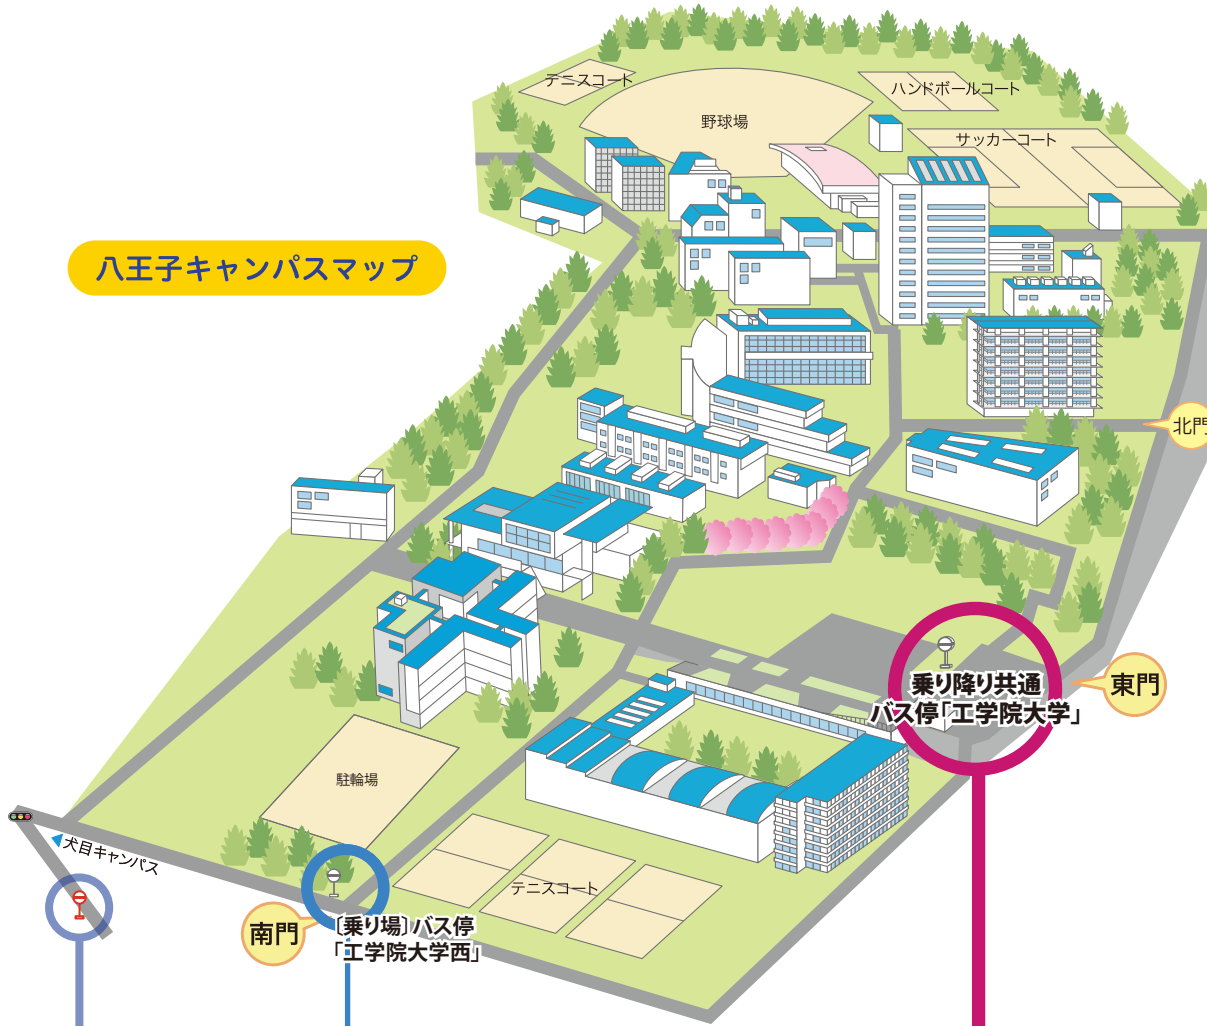 テニスコート
ハンドボールコート
野球場
サッカーコート
八王子キャンパスマップ
北門
乗り降り共通
バス停「工学院大学」
東門
駐輪場
犬目キャンパス
テニスコート
南門
〔乗り場〕バス停
「工学院大学西」